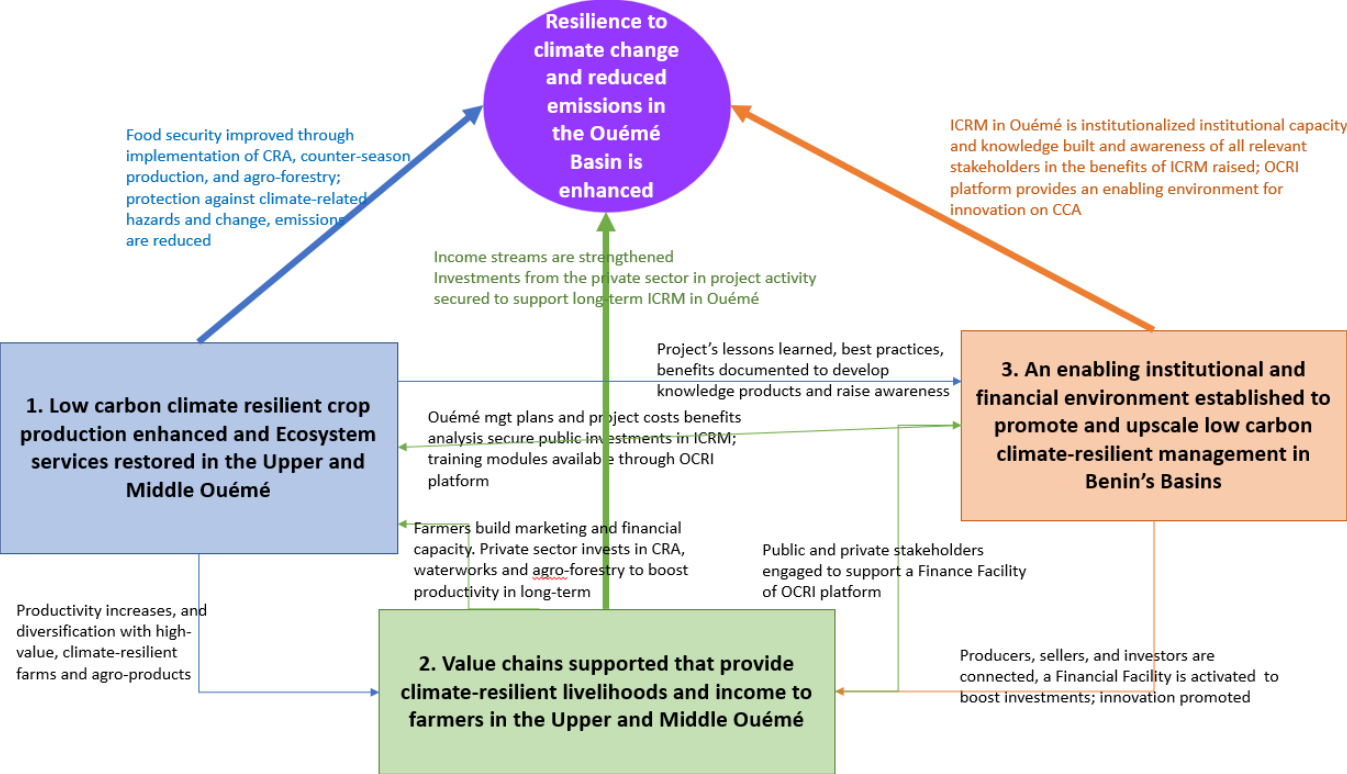 Resilience to
climate change
and reduced
emissions in
the Ouémé
Basin is
enhanced
Food security improved through
implementation of CRA, counter-season
production, and agro-forestry;
protection against climate-related
hazards and change, emissions
are reduced
ICRM in Ouémé is institutionalized institutional capacity
and knowledge built and awareness of all relevant
stakeholders in the benefits of ICRM raised; OCRI
platform provides an enabling environment for
innovation on CCA
Income streams are strengthened
Investments from the private sector in project activity
secured to support long-term ICRM in Ouémé
1. Low carbon climate resilient crop
production enhanced and Ecosystem
services restored in the Upper and
Middle Ouémé
Project’s lessons learned, best practices,
benefits documented to develop
knowledge products and raise awareness
3. An enabling institutional and
financial environment established to
promote and upscale low carbon
climate-resilient management in
Benin’s Basins
Ouémé mgt plans and project costs benefits
analysis secure public investments in ICRM;
training modules available through OCRI
platform
Farmers build marketing and financial
capacity. Private sector invests in CRA,
waterworks and agro-forestry to boost
productivity in long-term
Public and private stakeholders
engaged to support a Finance Facility
of OCRI platform
Productivity increases, and
diversification with high-
value, climate-resilient
farms and agro-products
2. Value chains supported that provide
climate-resilient livelihoods and income to
farmers in the Upper and Middle Ouémé
Producers, sellers, and investors are
connected, a Financial Facility is activated to
boost investments; innovation promoted